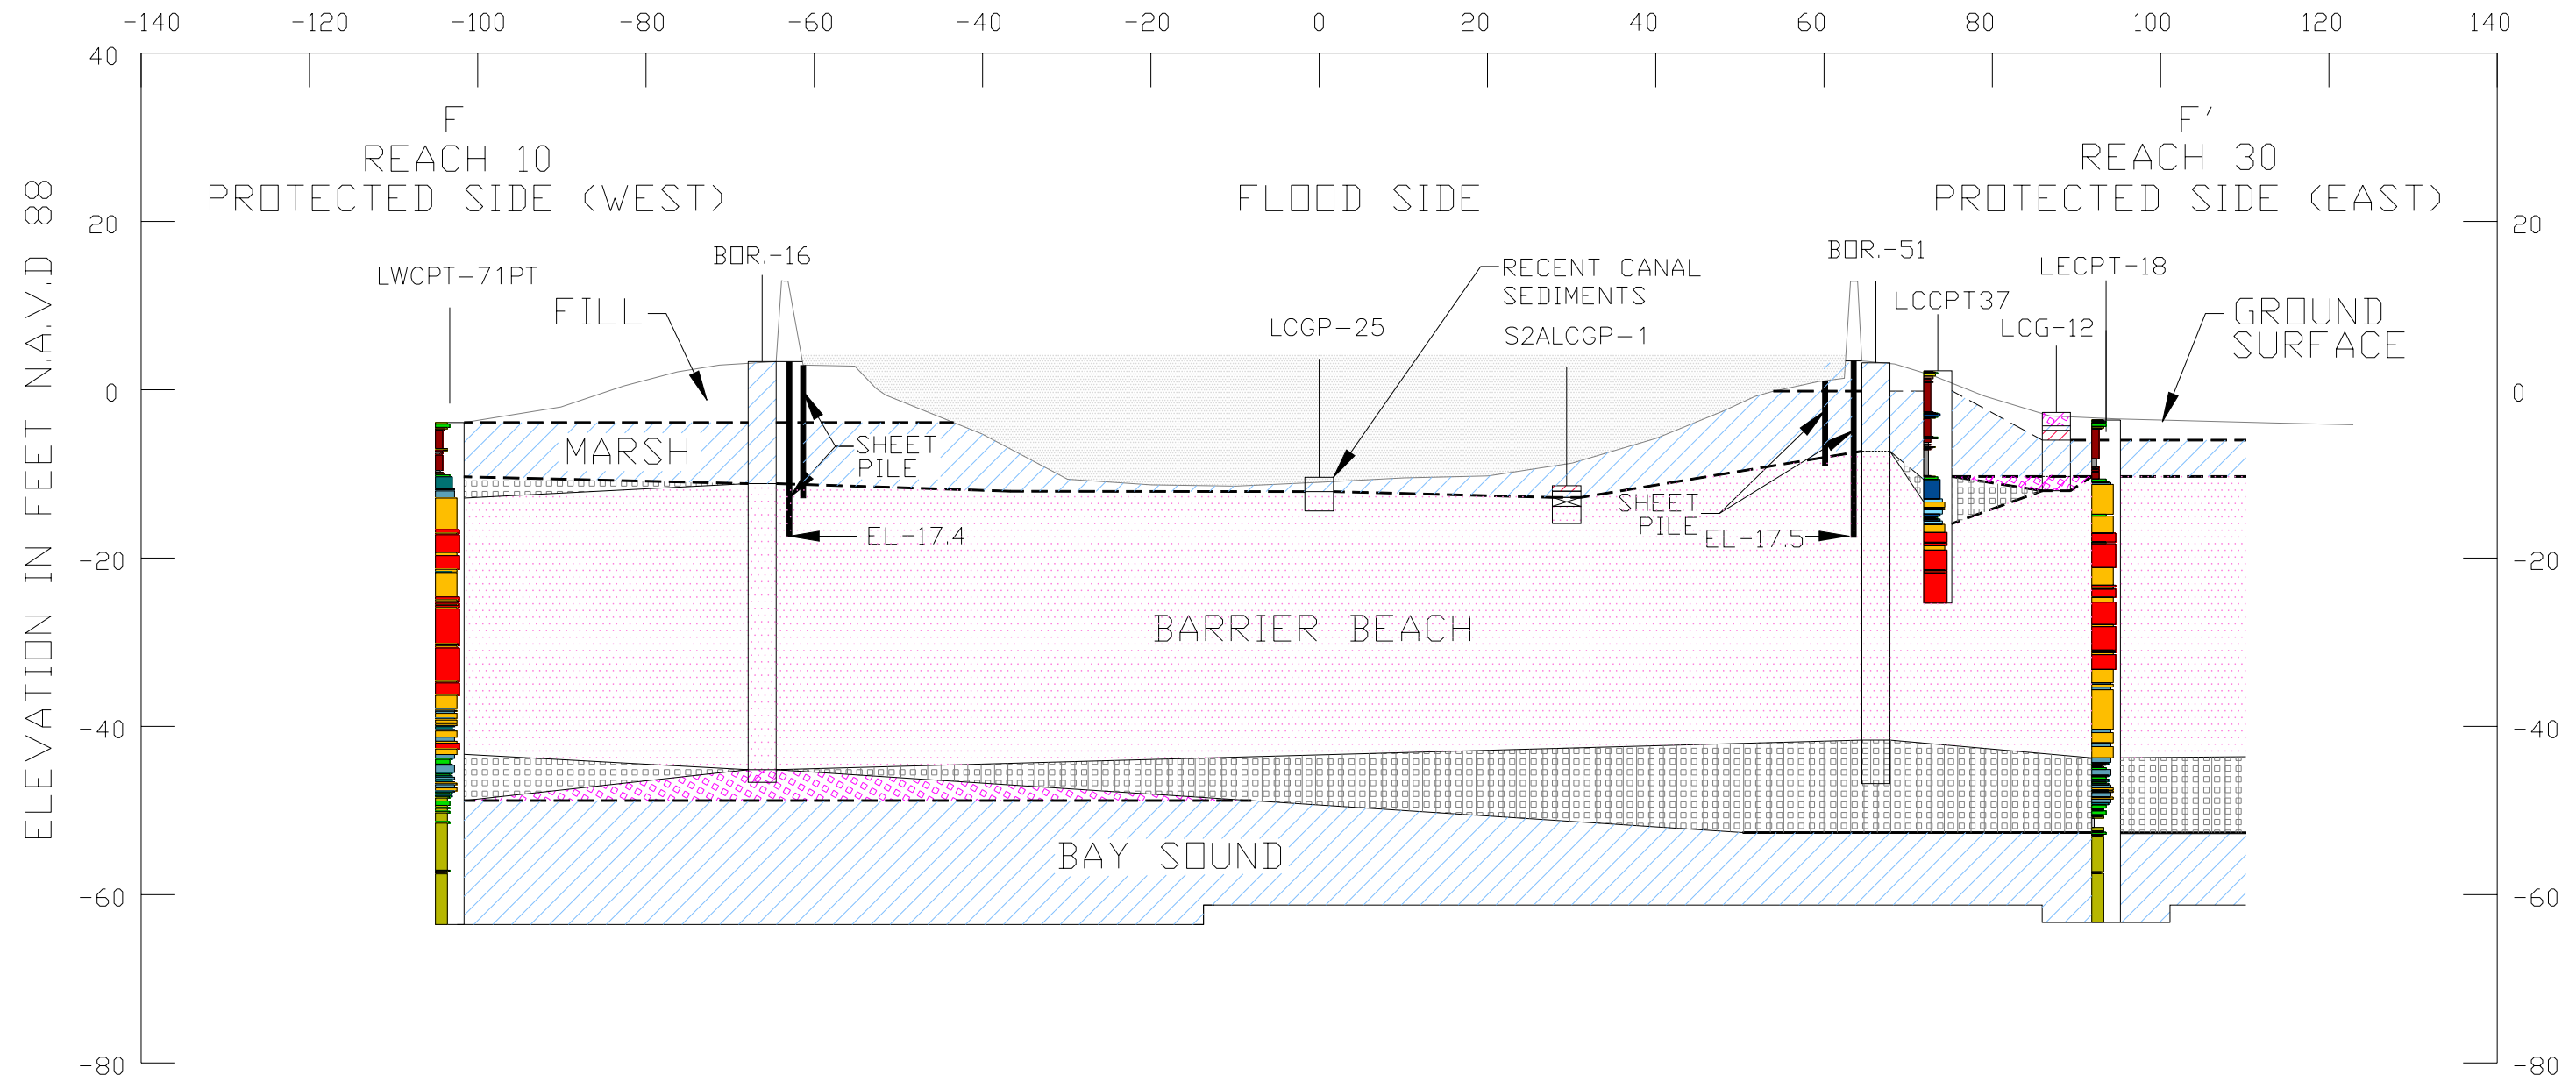 -140 -120 -100 -80 -60 -40 -20 0 20 40 60 80 100 120 140
40
F
REACH 10
PROTECTED SIDE (WEST)
FLOOD SIDE
F'
REACH 30
PROTECTED SIDE (EAST)
20 20
BOR.-16
BOR.-51
LWCPT-71PT
RECENT CANAL
SEDIMENTS
LECPT-18
FILL
LCCPT37
LCGP-25
S2ALCGP-1
LCG-12
GROUND
SURFACE
0 0
MARSH
SHEET
PILE
SHEET
PILE
EL-17.4
EL-17.5
-20 -20
BARRIER BEACH
-40 -40
BAY SOUND
-60 -60
-80 -80
ELEVATION IN FEET N.A.V.D 88